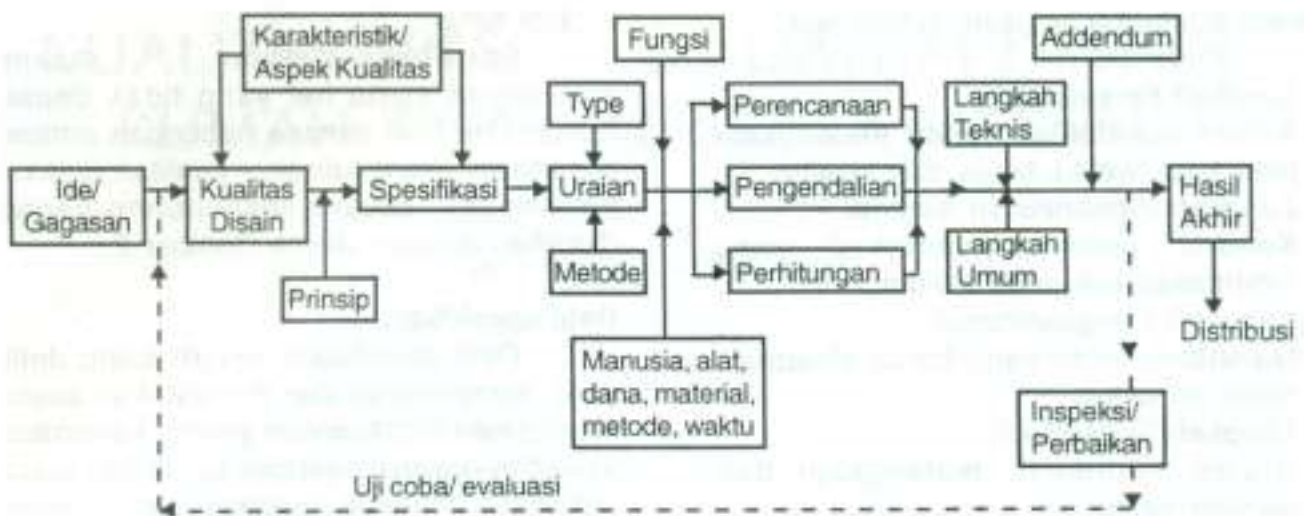 Karakteristik/
Aspek Kualitas
Fungsi
Addendum
Type
Perencanaan
Langkah
Teknis
Ide/
Gagasan
Kualitas
Disain
Spesifikasi
Uraian
Pengendalian
Hasil
Akhir
Prinsip
Metode
Perhitungan
Langkah
Umum
Distribusi
Manusia, alat,
dana, material,
metode, waktu
Inspeksi/
Perbaikan
Uji coba/ evaluasi